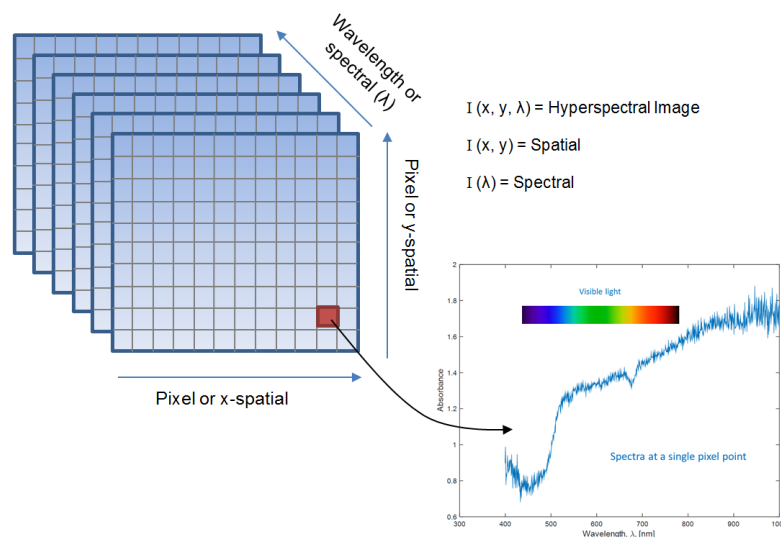 Wavelength or
spectral (λ)
I (x, y, λ) = Hyperspectral Image
I (x, y) = Spatial
I (λ) = Spectral
Pixel or y-spatial
Pixel or x-spatial
2
1.8
1.6
1.4
1.2
1
0.8
0.6
Absorbance
Visible light
Spectra at a single pixel point
300
400
500
600
700
800
900
1000
Wavelength, λ, [nm]